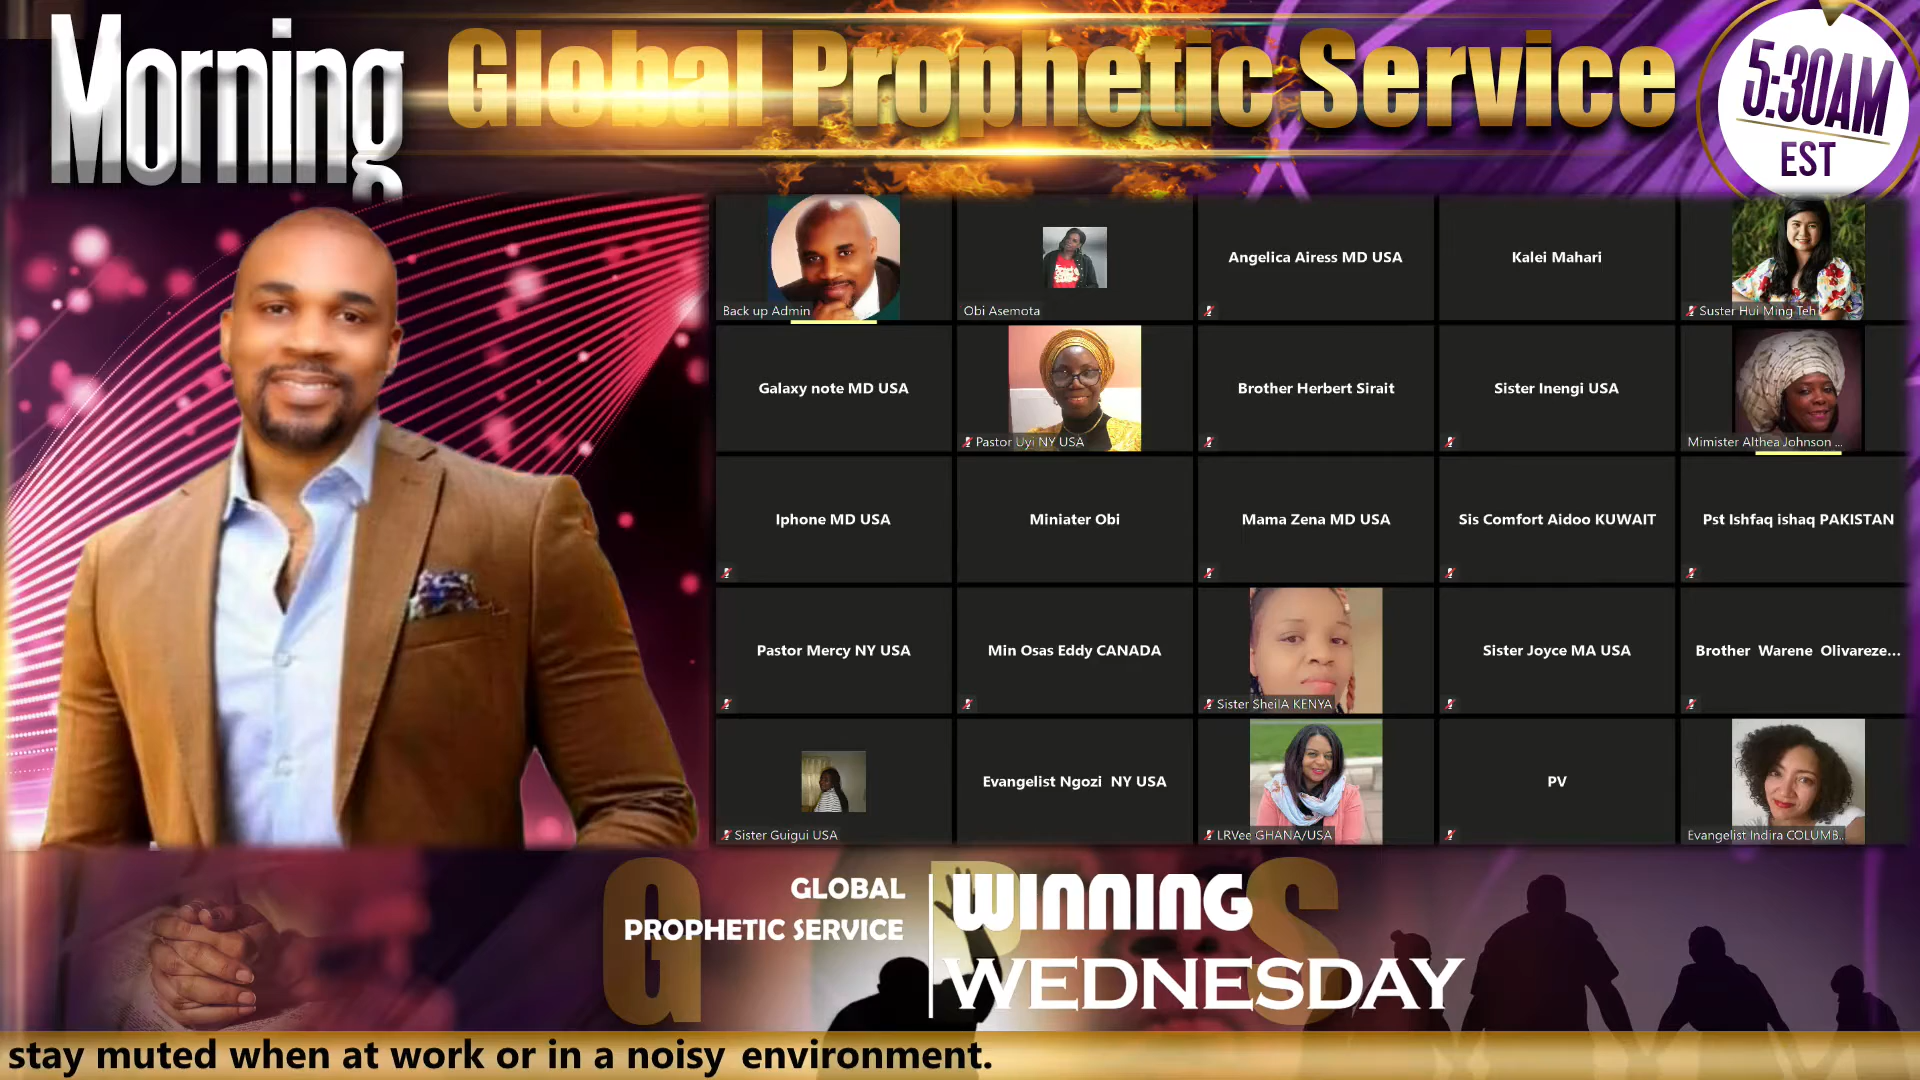 Morning
Global Prophetic Service
5:30AM
EST
Back up Admin
Obi Asemota
Angelica Airess MD USA
Kalei Mahari
Suster Hui Ming Teh
Galaxy note MD USA
Pastor Uyi NY USA
Brother Herbert Sirait
Sister Inengi USA
Mimister Althea Johnson ...
Iphone MD USA
Miniater Obi
Mama Zena MD USA
Sis Comfort Aidoo KUWAIT
Pst Ishfaq ishaq PAKISTAN
Pastor Mercy NY USA
Min Osas Eddy CANADA
Sister SheilA KENYA
Sister Joyce MA USA
Brother Warene Olivareze...
Sister Guigui USA
Evangelist Ngozi NY USA
LRVee GHANA/USA
PV
Evangelist Indira COLUMB...
G P S
GLOBAL
PROPHETIC SERVICE
WINNING
WEDNESDAY
stay muted when at work or in a noisy environment.